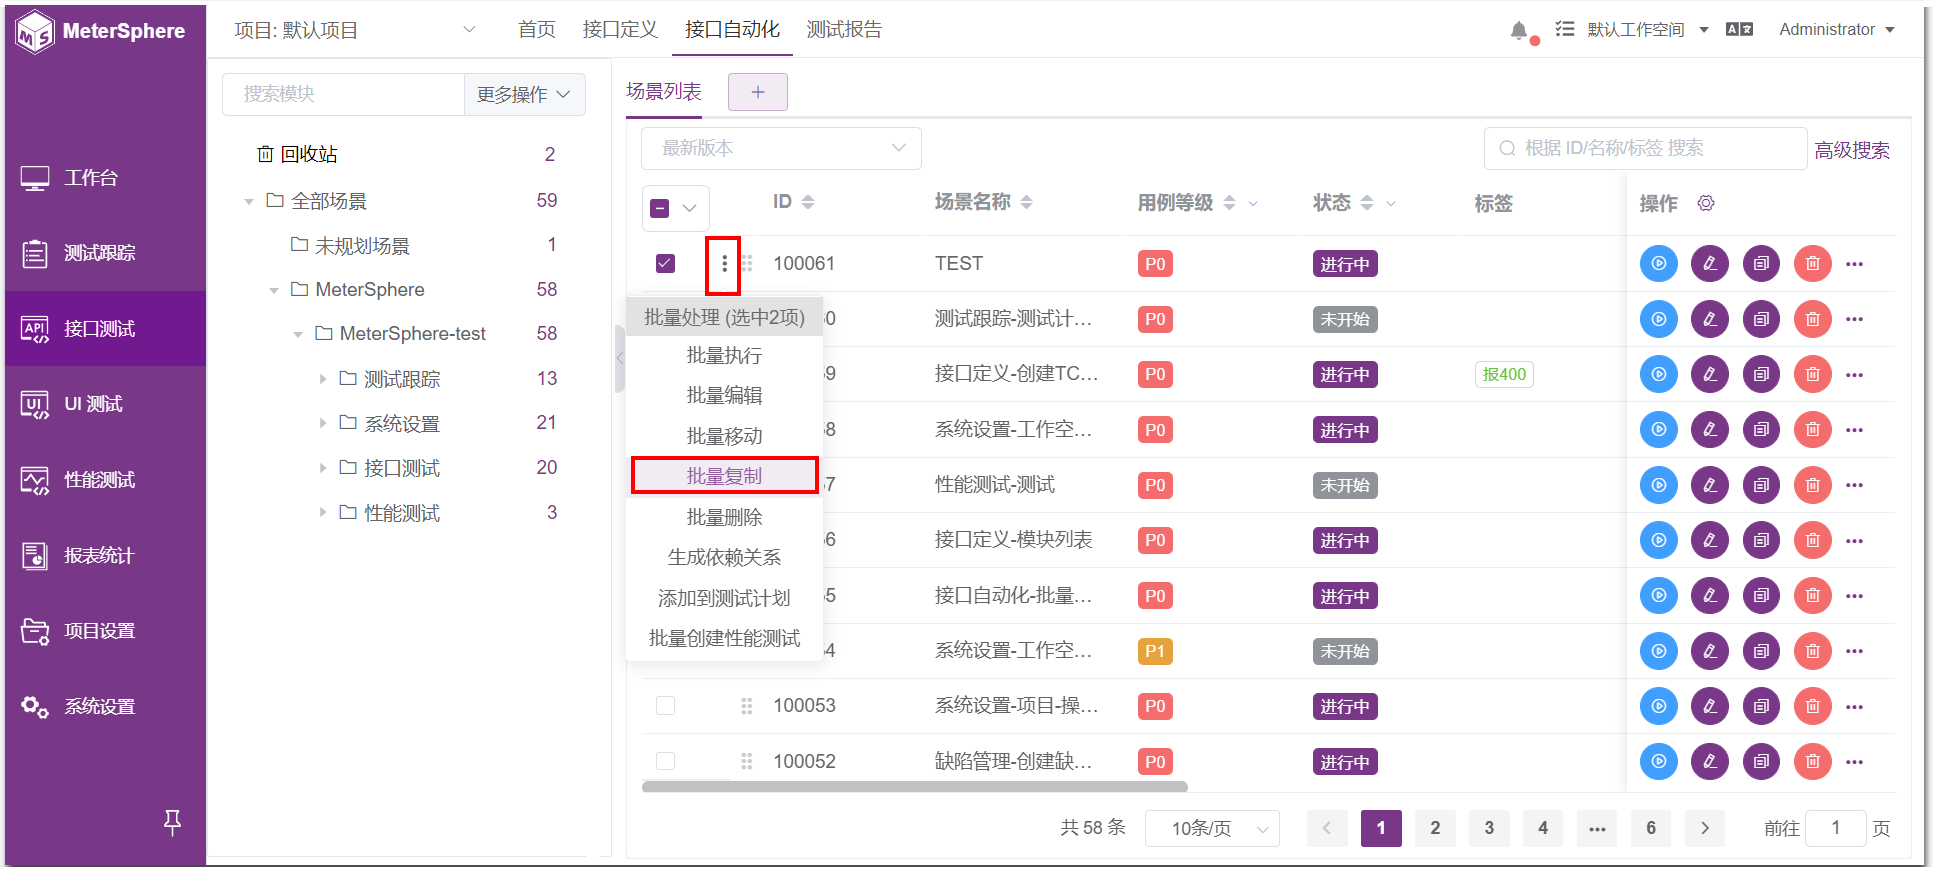 MeterSphere
项目: 默认项目
首页
接口定义
接口自动化
测试报告
默认工作空间
Administrator
工作台
测试跟踪
API
接口测试
UI
UI 测试
性能测试
报表统计
项目设置
系统设置
搜索模块
更多操作
回收站 2
全部场景 59
未规划场景 1
MeterSphere 58
MeterSphere-test 58
测试跟踪 13
系统设置 21
接口测试 20
性能测试 3
场景列表
+
最新版本
根据 ID/名称/标签 搜索
高级搜索
ID 场景名称 用例等级 状态 标签 操作
100061 TEST P0 进行中
0 测试跟踪-测试计... P0 未开始
9 接口定义-创建TC... P0 进行中 报400
8 系统设置-工作空... P0 进行中
7 性能测试-测试 P0 未开始
6 接口定义-模块列表 P0 进行中
5 接口自动化-批量... P0 进行中
4 系统设置-工作空... P1 未开始
100053 系统设置-项目-操... P0 进行中
100052 缺陷管理-创建缺... P0 进行中
批量处理 (选中2项)
批量执行
批量编辑
批量移动
批量复制
批量删除
生成依赖关系
添加到测试计划
批量创建性能测试
共 58 条
10条/页
1 2 3 4 ... 6
前往 1 页